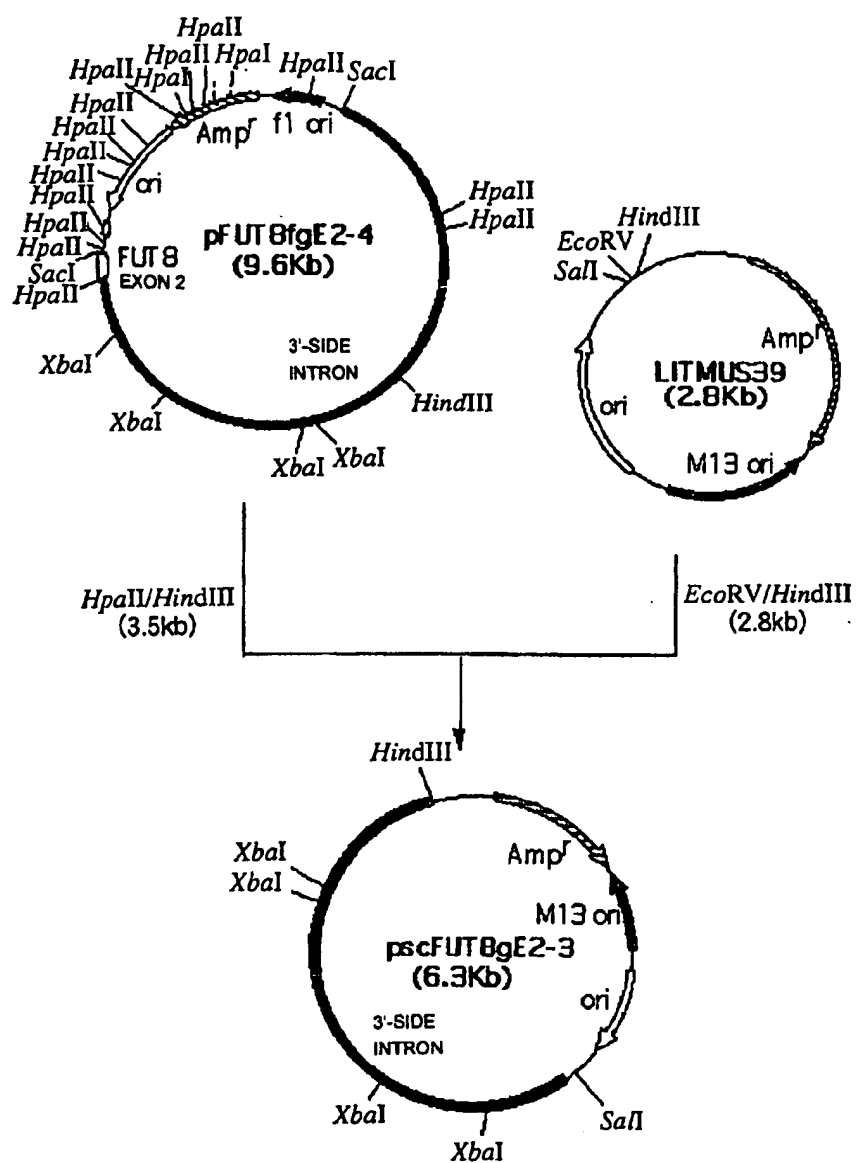 HpaII
HpaII HpaI
HpaII HpaI HpaII SacI
HpaII
HpaII
HpaII
HpaII
HpaII
HpaII
HpaII
SacI
HpaII
Ampʳ f1 ori
ori
HpaII
HpaII
pFUT8fgE2-4
(9.6Kb)
FUT8
EXON 2
XbaI
XbaI
XbaI
XbaI
3'-SIDE
INTRON
HindIII
HindIII
EcoRV
SalI
Ampʳ
LITMUS39
(2.8Kb)
ori
M13 ori
HpaII/HindIII
(3.5kb)
EcoRV/HindIII
(2.8kb)
HindIII
XbaI
XbaI
Ampʳ
M13 ori
pscFUT8gE2-3
(6.3Kb)
ori
3'-SIDE
INTRON
XbaI
SalI
XbaI